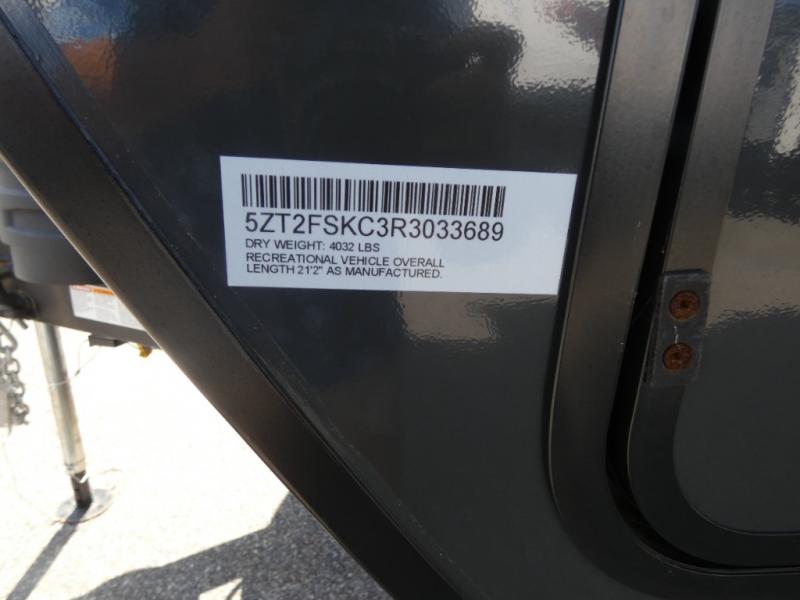 5ZT2FSKC3R3033689
DRY WEIGHT: 4032 LBS
RECREATIONAL VEHICLE OVERALL
LENGTH 21'2" AS MANUFACTURED.